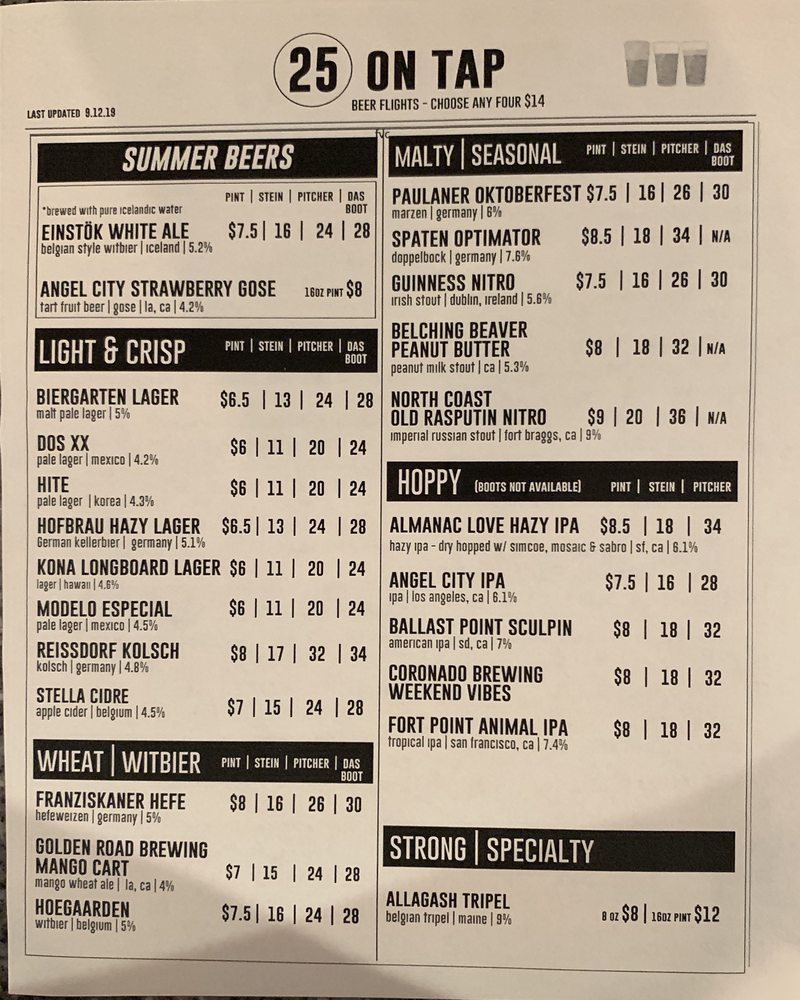 25 ON TAP
BEER FLIGHTS - CHOOSE ANY FOUR $14
LAST UPDATED 9.12.19
SUMMER BEERS
PINT | STEIN | PITCHER | DAS BOOT
*brewed with pure icelandic water
EINSTÖK WHITE ALE $7.5 | 16 | 24 | 28
belgian style witbier | iceland | 5.2%
ANGEL CITY STRAWBERRY GOSE 16OZ PINT $8
tart fruit beer | gose | la, ca | 4.2%
LIGHT & CRISP PINT | STEIN | PITCHER | DAS BOOT
BIERGARTEN LAGER $6.5 | 13 | 24 | 28
malt pale lager | 5%
DOS XX $6 | 11 | 20 | 24
pale lager | mexico | 4.2%
HITE $6 | 11 | 20 | 24
pale lager | korea | 4.3%
HOFBRAU HAZY LAGER $6.5 | 13 | 24 | 28
German kellerbier | germany | 5.1%
KONA LONGBOARD LAGER $6 | 11 | 20 | 24
lager | hawaii | 4.6%
MODELO ESPECIAL $6 | 11 | 20 | 24
pale lager | mexico | 4.5%
REISSDORF KOLSCH $8 | 17 | 32 | 34
kolsch | germany | 4.8%
STELLA CIDRE $7 | 15 | 24 | 28
apple cider | belgium | 4.5%
WHEAT | WITBIER PINT | STEIN | PITCHER | DAS BOOT
FRANZISKANER HEFE $8 | 16 | 26 | 30
hefeweizen | germany | 5%
GOLDEN ROAD BREWING
MANGO CART $7 | 15 | 24 | 28
mango wheat ale | la, ca | 4%
HOEGAARDEN $7.5 | 16 | 24 | 28
witbier | belgium | 5%
fvc
MALTY | SEASONAL PINT | STEIN | PITCHER | DAS BOOT
PAULANER OKTOBERFEST $7.5 | 16 | 26 | 30
marzen | germany | 6%
SPATEN OPTIMATOR $8.5 | 18 | 34 | N/A
doppelbock | germany | 7.6%
GUINNESS NITRO $7.5 | 16 | 26 | 30
irish stout | dublin, ireland | 5.6%
BELCHING BEAVER
PEANUT BUTTER $8 | 18 | 32 | N/A
peanut milk stout | ca | 5.3%
NORTH COAST
OLD RASPUTIN NITRO $9 | 20 | 36 | N/A
imperial russian stout | fort braggs, ca | 9%
HOPPY (BOOTS NOT AVAILABLE) PINT | STEIN | PITCHER
ALMANAC LOVE HAZY IPA $8.5 | 18 | 34
hazy ipa - dry hopped w/ simcoe, mosaic & sabro | sf, ca | 6.1%
ANGEL CITY IPA $7.5 | 16 | 28
ipa | los angeles, ca | 6.1%
BALLAST POINT SCULPIN $8 | 18 | 32
american ipa | sd, ca | 7%
CORONADO BREWING $8 | 18 | 32
WEEKEND VIBES
FORT POINT ANIMAL IPA $8 | 18 | 32
tropical ipa | san francisco, ca | 7.4%
STRONG | SPECIALTY
ALLAGASH TRIPEL 8 OZ $8 | 16OZ PINT $12
belgian tripel | maine | 9%